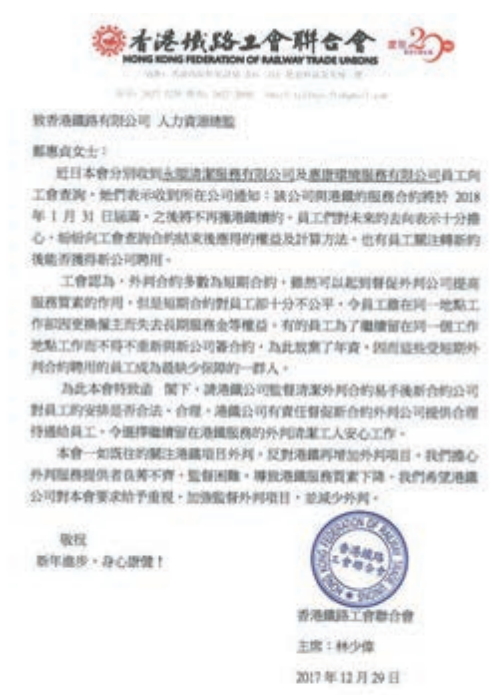 香港鐵路工會聯合會
HONG KONG FEDERATION OF RAILWAY TRADE UNIONS
致香港鐵路有限公司 人力資源總監
鄭惠貞女士：
近日本會分別收到永順清潔服務有限公司及惠康環境服務有限公司員工向
工會查詢，她們表示收到所在公司通知：該公司與港鐵的服務合約將於 2018
年 1 月 31 日屆滿，之後將不再獲港鐵續約。員工們對未來的去向表示十分擔
心，紛紛向工會查詢合約結束後應得的權益及計算方法，也有員工關注轉新約
後能否獲得新公司聘用。
工會認為，外判合約多數為短期合約，雖然可以起到督促外判公司提高
服務質素的作用，但是短期合約對員工卻十分不公平，令員工雖在同一地點工
作卻因更換僱主而失去長期服務金等權益，有的員工為了繼續留在同一個工作
地點工作而不得不重新與新公司簽合約，為此放棄了年資，因而這些受短期外
判合約聘用的員工成為最缺少保障的一群人。
為此本會特致函 閣下，請港鐵公司監督清潔外判合約易手後新合約公司
對員工的安排是否合法、合理，港鐵公司有責任督促新合約外判公司提供合理
待遇給員工，令選擇繼續留在港鐵服務的外判清潔工人安心工作。
本會一如既往的關注港鐵項目外判，反對港鐵再增加外判項目，我們擔心
外判服務提供者良莠不齊，監督困難，導致港鐵服務質素下降，我們希望港鐵
公司對本會要求給予重視，加強監督外判項目，並減少外判。
敬祝
新年進步，身心康健！
HONG KONG FEDERATION OF RAILWAY TRADE UNIONS
香港鐵路
工會聯合會
香港鐵路工會聯合會
主席：林少偉
2017 年 12 月 29 日